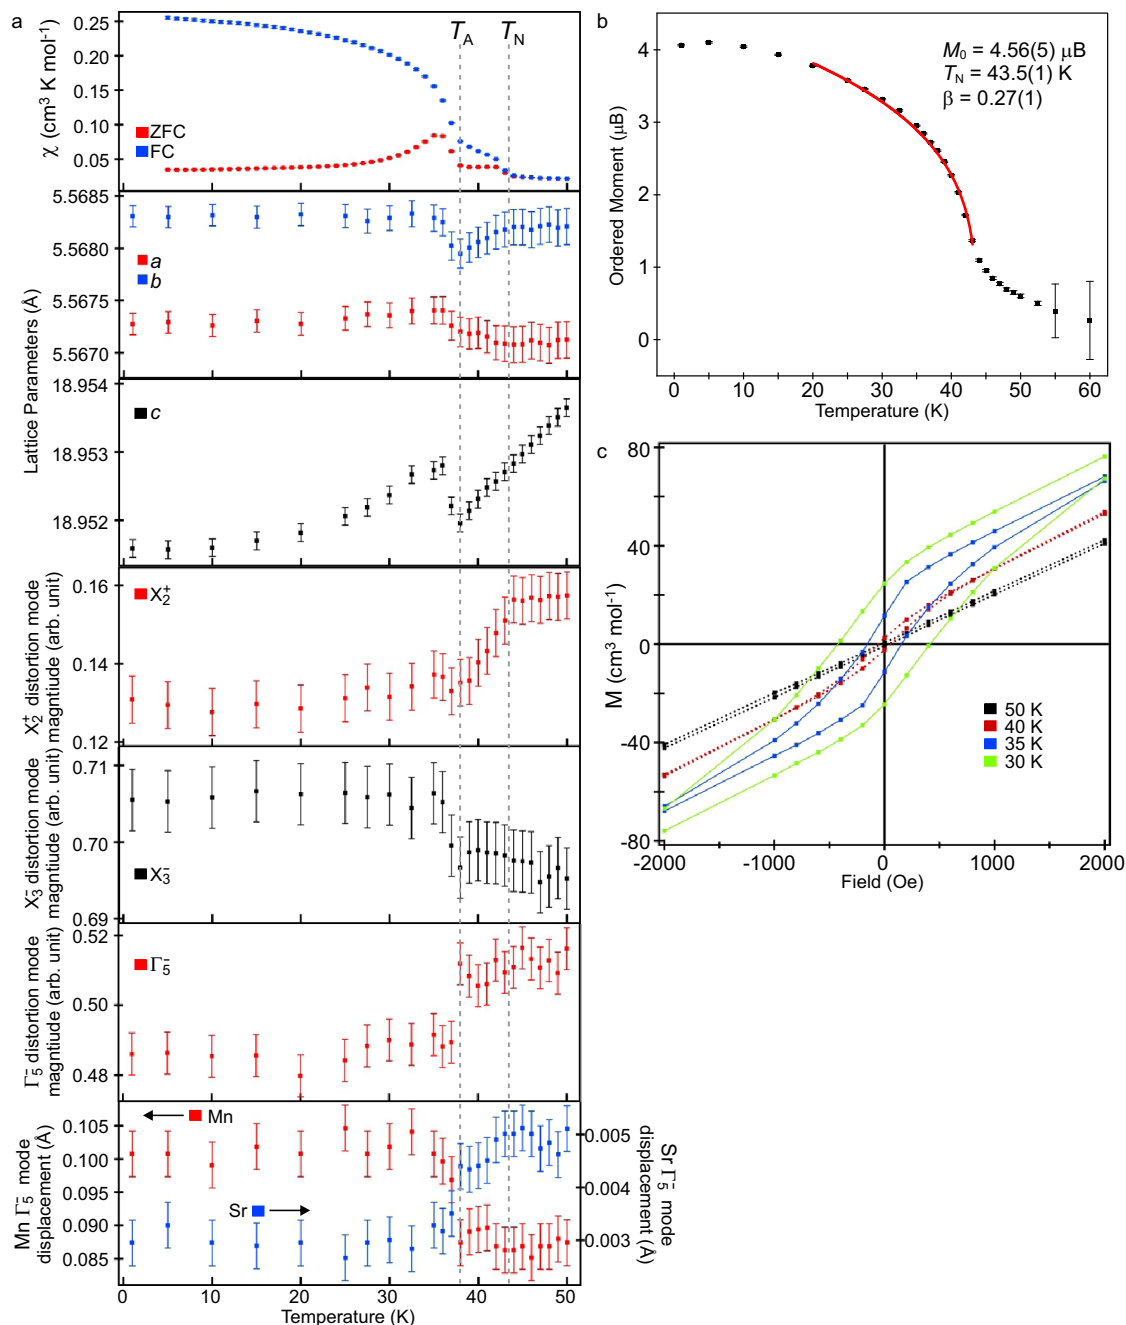 a
T_A T_N
0.25
0.20
0.15
0.10
0.05
χ (cm³ K mol⁻¹)
ZFC
FC
5.5685
5.5680
5.5675
5.5670
a
b
Lattice Parameters (Å)
18.954
18.953
18.952
c
0.16
0.14
0.12
X₂⁺
X₂⁺ distortion mode
magntiude (arb. unit)
0.71
0.70
0.69
X₃⁻
X₃⁻ distortion mode
magntiude (arb. unit)
0.52
0.50
0.48
Γ₅⁻
Γ₅⁻ distortion mode
magntiude (arb. unit)
0.105
0.100
0.095
0.090
0.085
Mn
Sr
Mn Γ₅⁻ mode
displacement (Å)
0.005
0.004
0.003
Sr Γ₅⁻ mode
displacement (Å)
0 10 20 30 40 50
Temperature (K)
b
M₀ = 4.56(5) μB
T_N = 43.5(1) K
β = 0.27(1)
4
3
2
1
0
Ordered Moment (μB)
0 10 20 30 40 50 60
Temperature (K)
c
80
40
0
-40
-80
M (cm³ mol⁻¹)
50 K
40 K
35 K
30 K
-2000 -1000 0 1000 2000
Field (Oe)